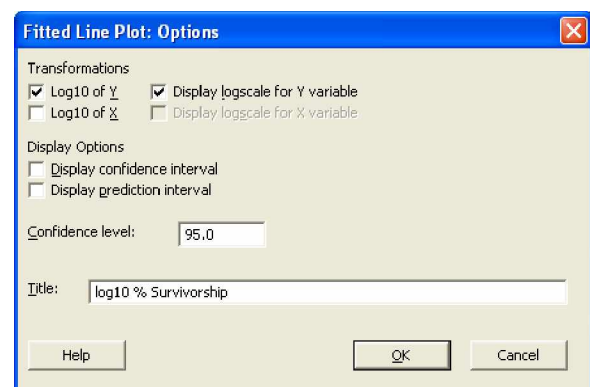 Fitted Line Plot: Options
Transformations
Log10 of Y Display logscale for Y variable
Log10 of X Display logscale for X variable
Display Options
Display confidence interval
Display prediction interval
Confidence level: 95.0
Title: log10 % Survivorship
Help OK Cancel